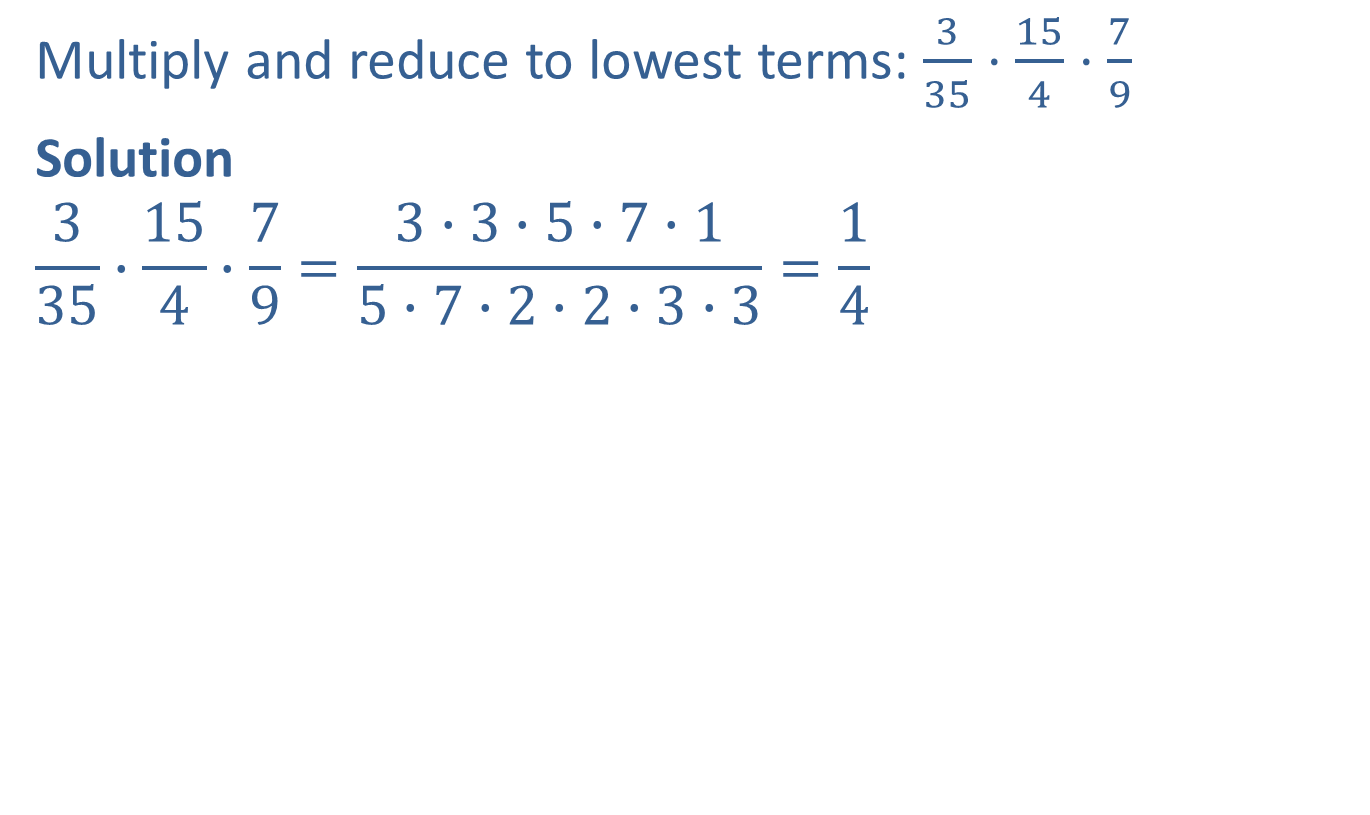 Multiply and reduce to lowest terms: 3/35 · 15/4 · 7/9
Solution
3/35 · 15/4 · 7/9 = (3 · 3 · 5 · 7 · 1)/(5 · 7 · 2 · 2 · 3 · 3) = 1/4